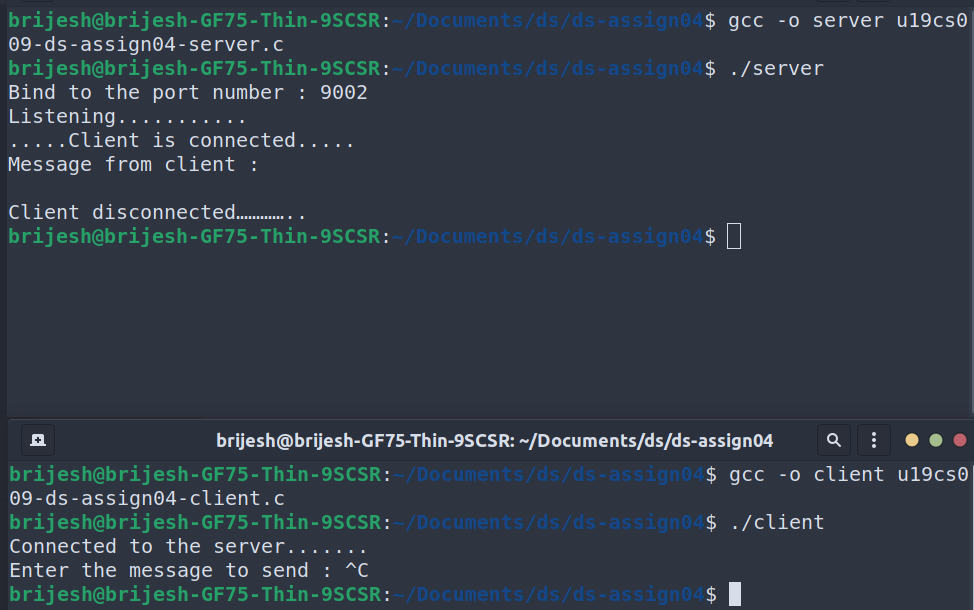 brijesh@brijesh-GF75-Thin-9SCSR:~/Documents/ds/ds-assign04$ gcc -o server u19cs0
09-ds-assign04-server.c
brijesh@brijesh-GF75-Thin-9SCSR:~/Documents/ds/ds-assign04$ ./server
Bind to the port number : 9002
Listening...........
.....Client is connected.....
Message from client :
Client disconnected…………..
brijesh@brijesh-GF75-Thin-9SCSR:~/Documents/ds/ds-assign04$
brijesh@brijesh-GF75-Thin-9SCSR: ~/Documents/ds/ds-assign04
brijesh@brijesh-GF75-Thin-9SCSR:~/Documents/ds/ds-assign04$ gcc -o client u19cs0
09-ds-assign04-client.c
brijesh@brijesh-GF75-Thin-9SCSR:~/Documents/ds/ds-assign04$ ./client
Connected to the server.......
Enter the message to send : ^C
brijesh@brijesh-GF75-Thin-9SCSR:~/Documents/ds/ds-assign04$